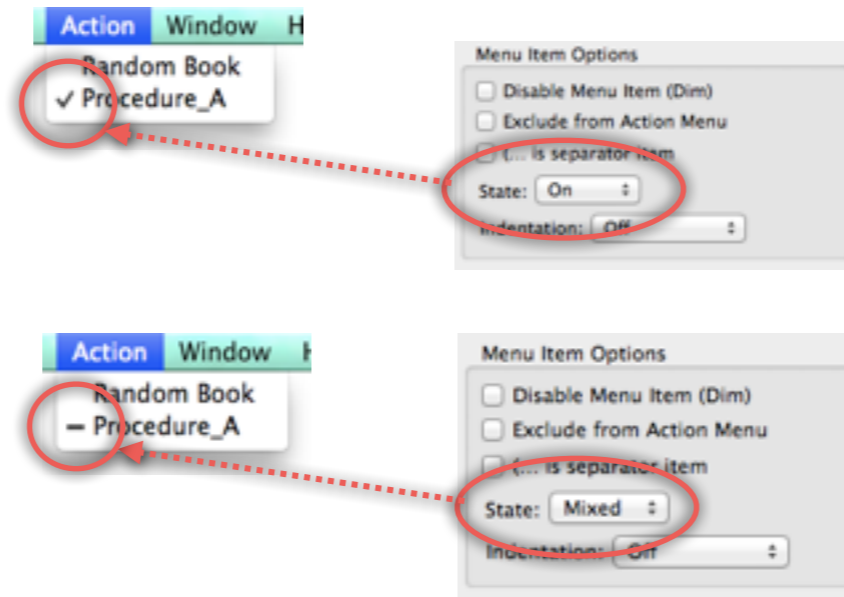 Action Window H
Random Book
✓ Procedure_A
Menu Item Options
Disable Menu Item (Dim)
Exclude from Action Menu
(... is separator item
State: On
Indentation: Off
Action Window H
Random Book
– Procedure_A
Menu Item Options
Disable Menu Item (Dim)
Exclude from Action Menu
(... is separator item
State: Mixed
Indentation: Off